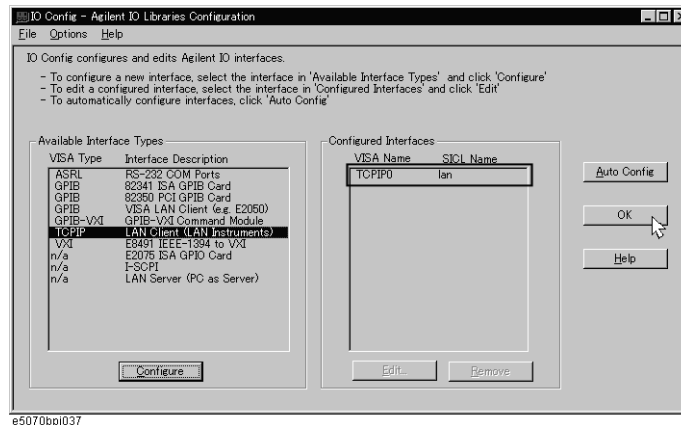 IO Config - Agilent IO Libraries Configuration
File Options Help
IO Config configures and edits Agilent IO interfaces.
- To configure a new interface, select the interface in 'Available Interface Types' and click 'Configure'
- To edit a configured interface, select the interface in 'Configured Interfaces' and click 'Edit'
- To automatically configure interfaces, click 'Auto Config'
Available Interface Types
VISA Type Interface Description
ASRL RS-232 COM Ports
GPIB 82341 ISA GPIB Card
GPIB 82350 PCI GPIB Card
GPIB VISA LAN Client (e.g. E2050)
GPIB-VXI GPIB-VXI Command Module
TCPIP LAN Client (LAN Instruments)
VXI E8491 IEEE-1394 to VXI
n/a E2075 ISA GPIO Card
n/a I-SCPI
n/a LAN Server (PC as Server)
Configure
Configured Interfaces
VISA Name SICL Name
TCPIP0 lan
Edit...
Remove
Auto Config
OK
Help
e5070bpj037